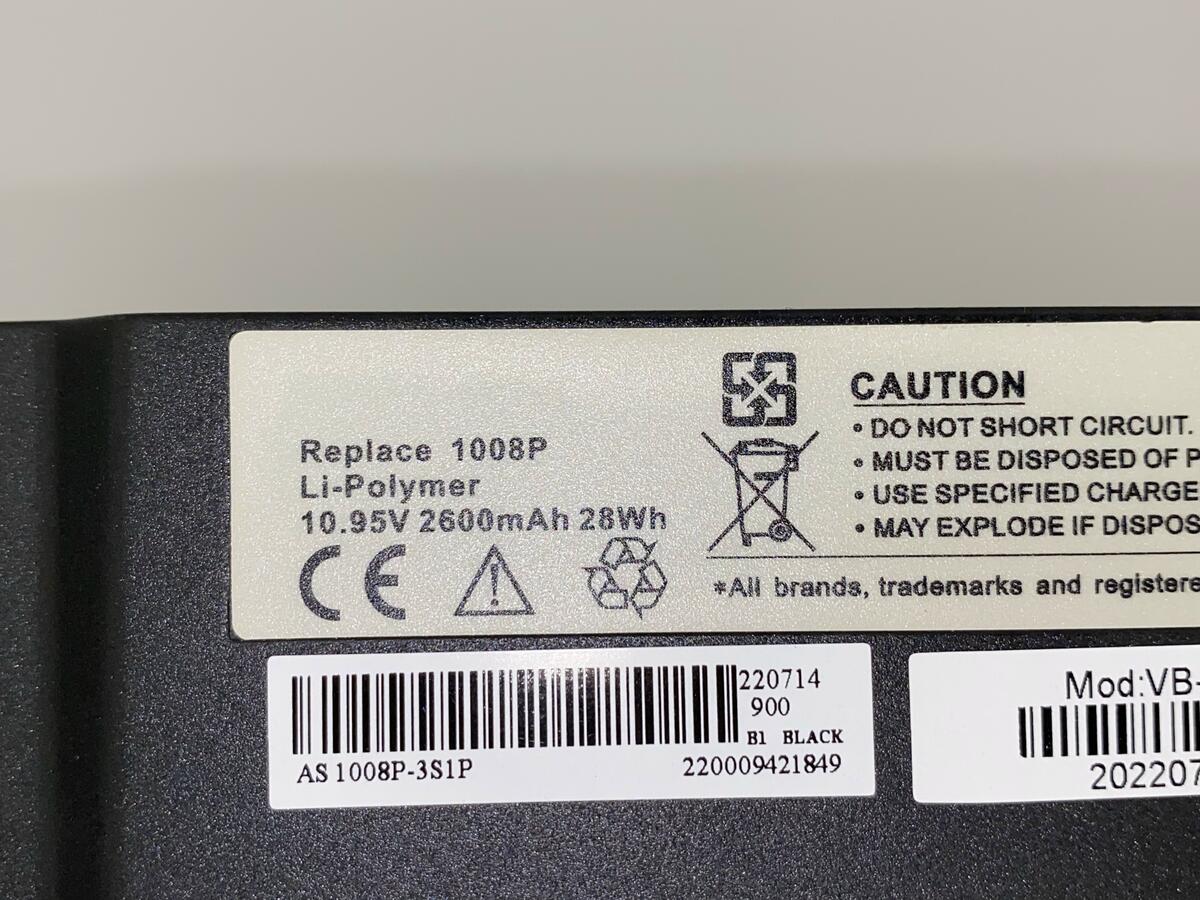 Replace 1008P
Li-Polymer
10.95V 2600mAh 28Wh
CE
CAUTION
• DO NOT SHORT CIRCUIT.
• MUST BE DISPOSED OF P
• USE SPECIFIED CHARGE
• MAY EXPLODE IF DISPOS
*All brands, trademarks and registere
220714
900
B1 BLACK
AS 1008P-3S1P
220009421849
Mod:VB-
202207